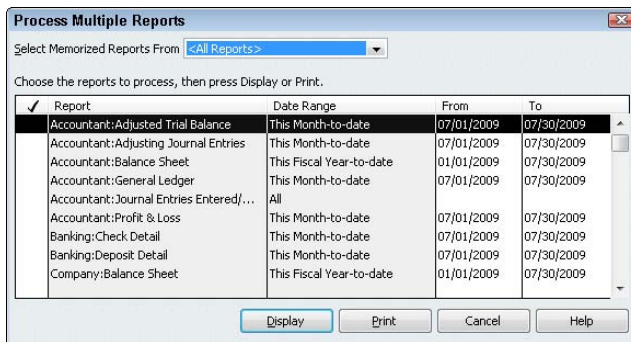 Process Multiple Reports
Select Memorized Reports From <All Reports>
Choose the reports to process, then press Display or Print.
✓ Report Date Range From To
Accountant:Adjusted Trial Balance This Month-to-date 07/01/2009 07/30/2009
Accountant:Adjusting Journal Entries This Month-to-date 07/01/2009 07/30/2009
Accountant:Balance Sheet This Fiscal Year-to-date 01/01/2009 07/30/2009
Accountant:General Ledger This Month-to-date 07/01/2009 07/30/2009
Accountant:Journal Entries Entered/... All
Accountant:Profit & Loss This Month-to-date 07/01/2009 07/30/2009
Banking:Check Detail This Month-to-date 07/01/2009 07/30/2009
Banking:Deposit Detail This Month-to-date 07/01/2009 07/30/2009
Company:Balance Sheet This Fiscal Year-to-date 01/01/2009 07/30/2009
Display Print Cancel Help